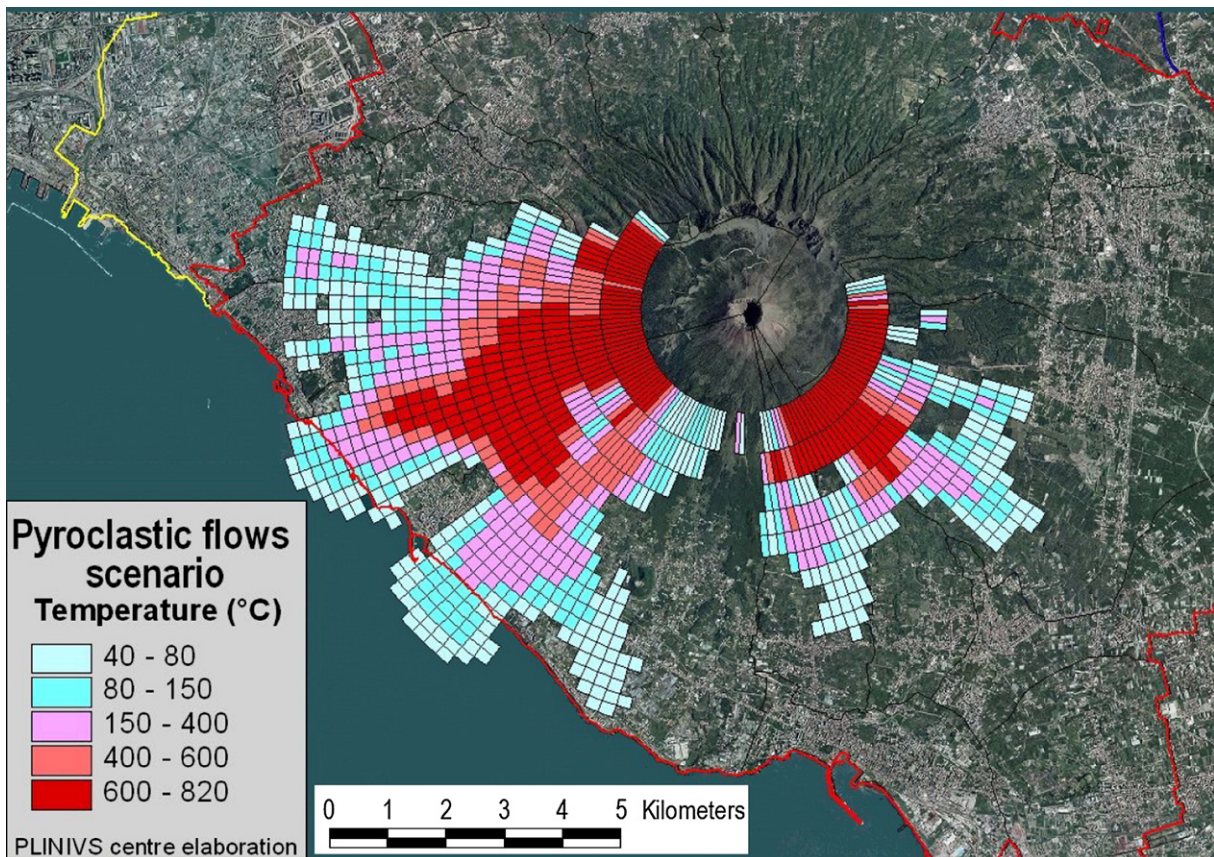 Pyroclastic flows
scenario
Temperature (°C)
40 - 80
80 - 150
150 - 400
400 - 600
600 - 820
PLINIVS centre elaboration
0 1 2 3 4 5 Kilometers